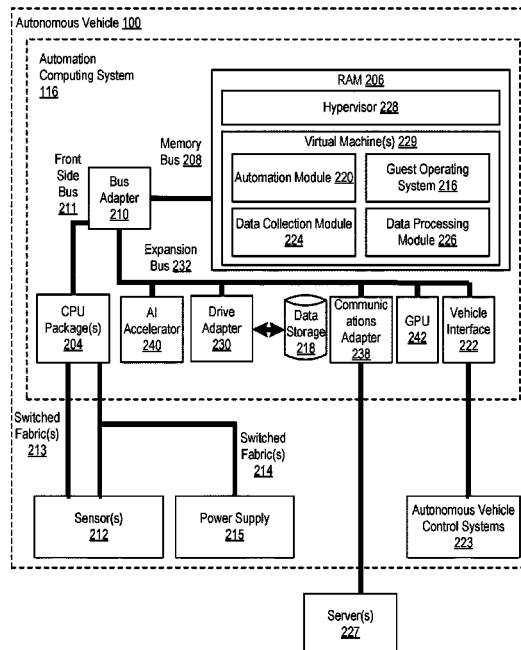 Autonomous Vehicle 100
Automation
Computing System
116
RAM 206
Hypervisor 228
Virtual Machine(s) 229
Automation Module
220
Guest Operating
System 216
Data Collection Module
224
Data Processing
Module 226
Memory
Bus 208
Front
Side
Bus
211
Bus
Adapter
210
Expansion
Bus 232
CPU
Package(s)
204
AI
Accelerator
240
Drive
Adapter
230
Data
Storage
218
Communi
cations
Adapter
238
GPU
242
Vehicle
Interface
222
Switched
Fabric(s)
213
Switched
Fabric(s)
214
Sensor(s)
212
Power Supply
215
Autonomous Vehicle
Control Systems
223
Server(s)
227